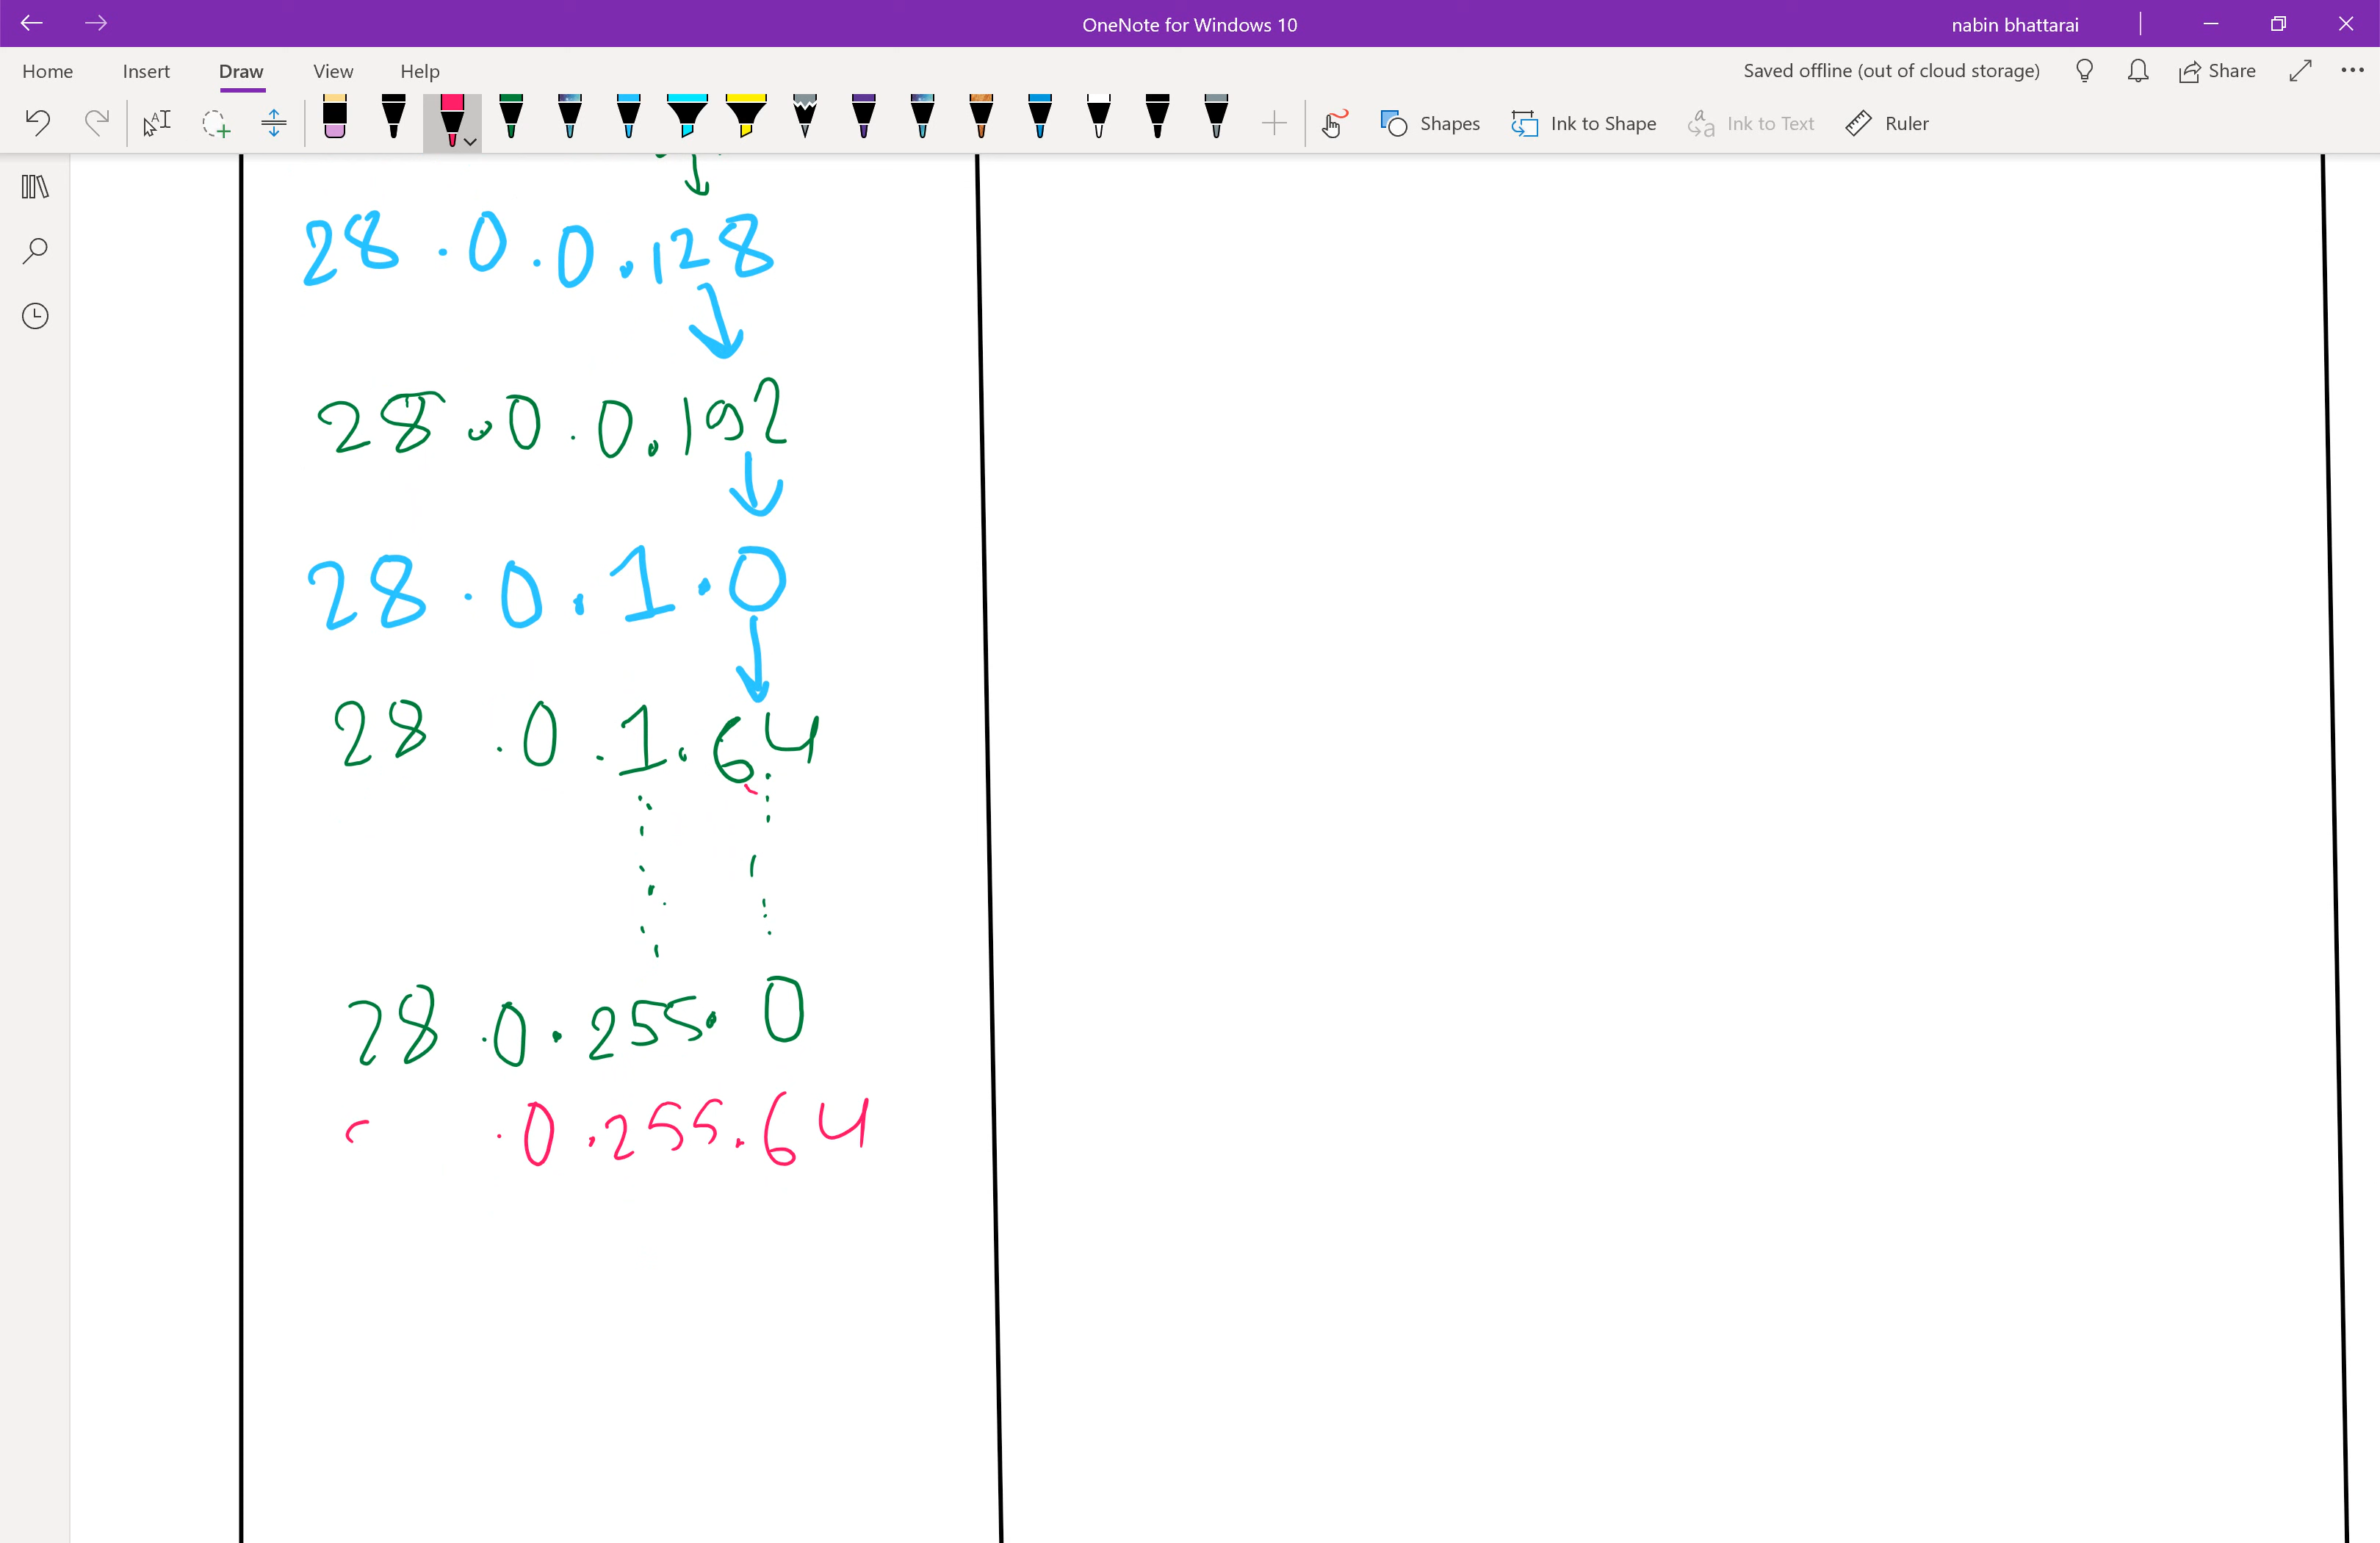 OneNote for Windows 10
nabin bhattarai
Home Insert Draw View Help
Saved offline (out of cloud storage)
Share
Shapes
Ink to Shape
Ink to Text
Ruler
28.0.0.128
28.0.0.192
28.0.1.0
28.0.1.64
28.0.255.0
.0.255.64